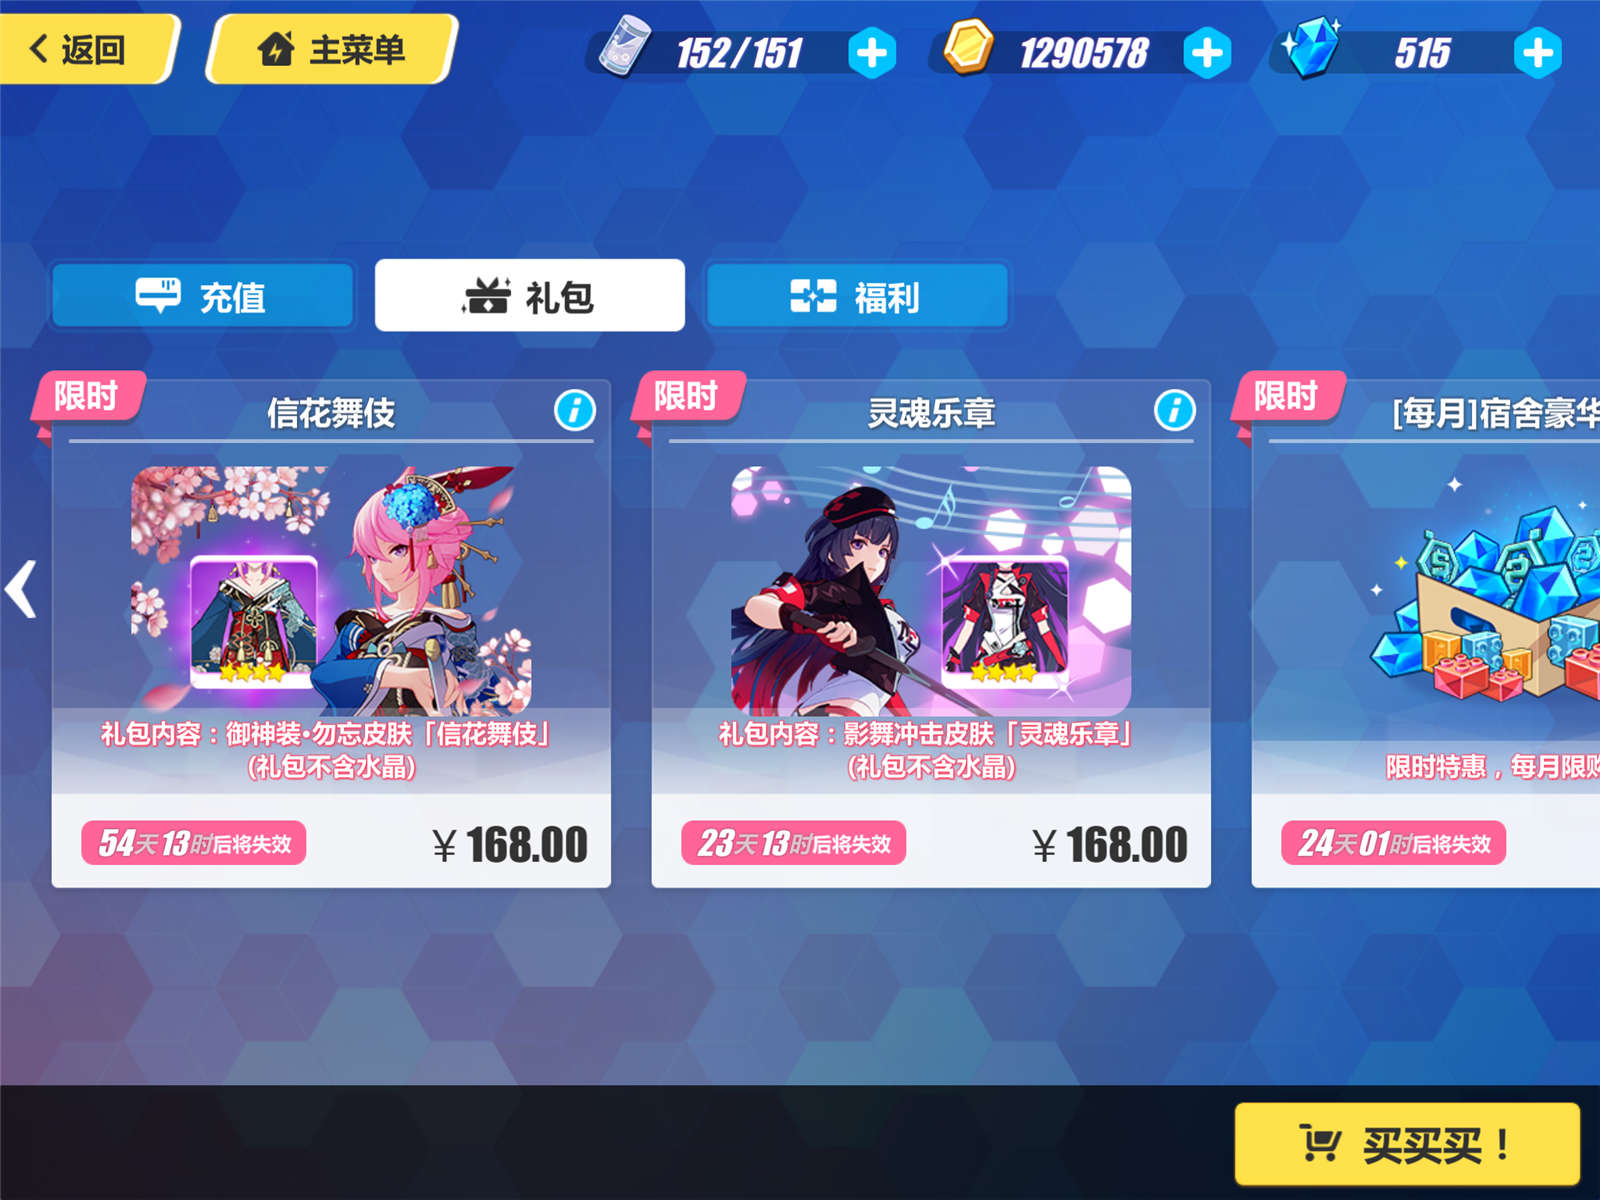 返回
主菜单
152/151
1290578
515
充值
礼包
福利
限时
信花舞伎
礼包内容：御神装·勿忘皮肤「信花舞伎」
(礼包不含水晶)
54天13时后将失效
¥ 168.00
限时
灵魂乐章
礼包内容：影舞冲击皮肤「灵魂乐章」
(礼包不含水晶)
23天13时后将失效
¥ 168.00
限时
[每月]宿舍豪华
限时特惠，每月限购
24天01时后将失效
买买买！